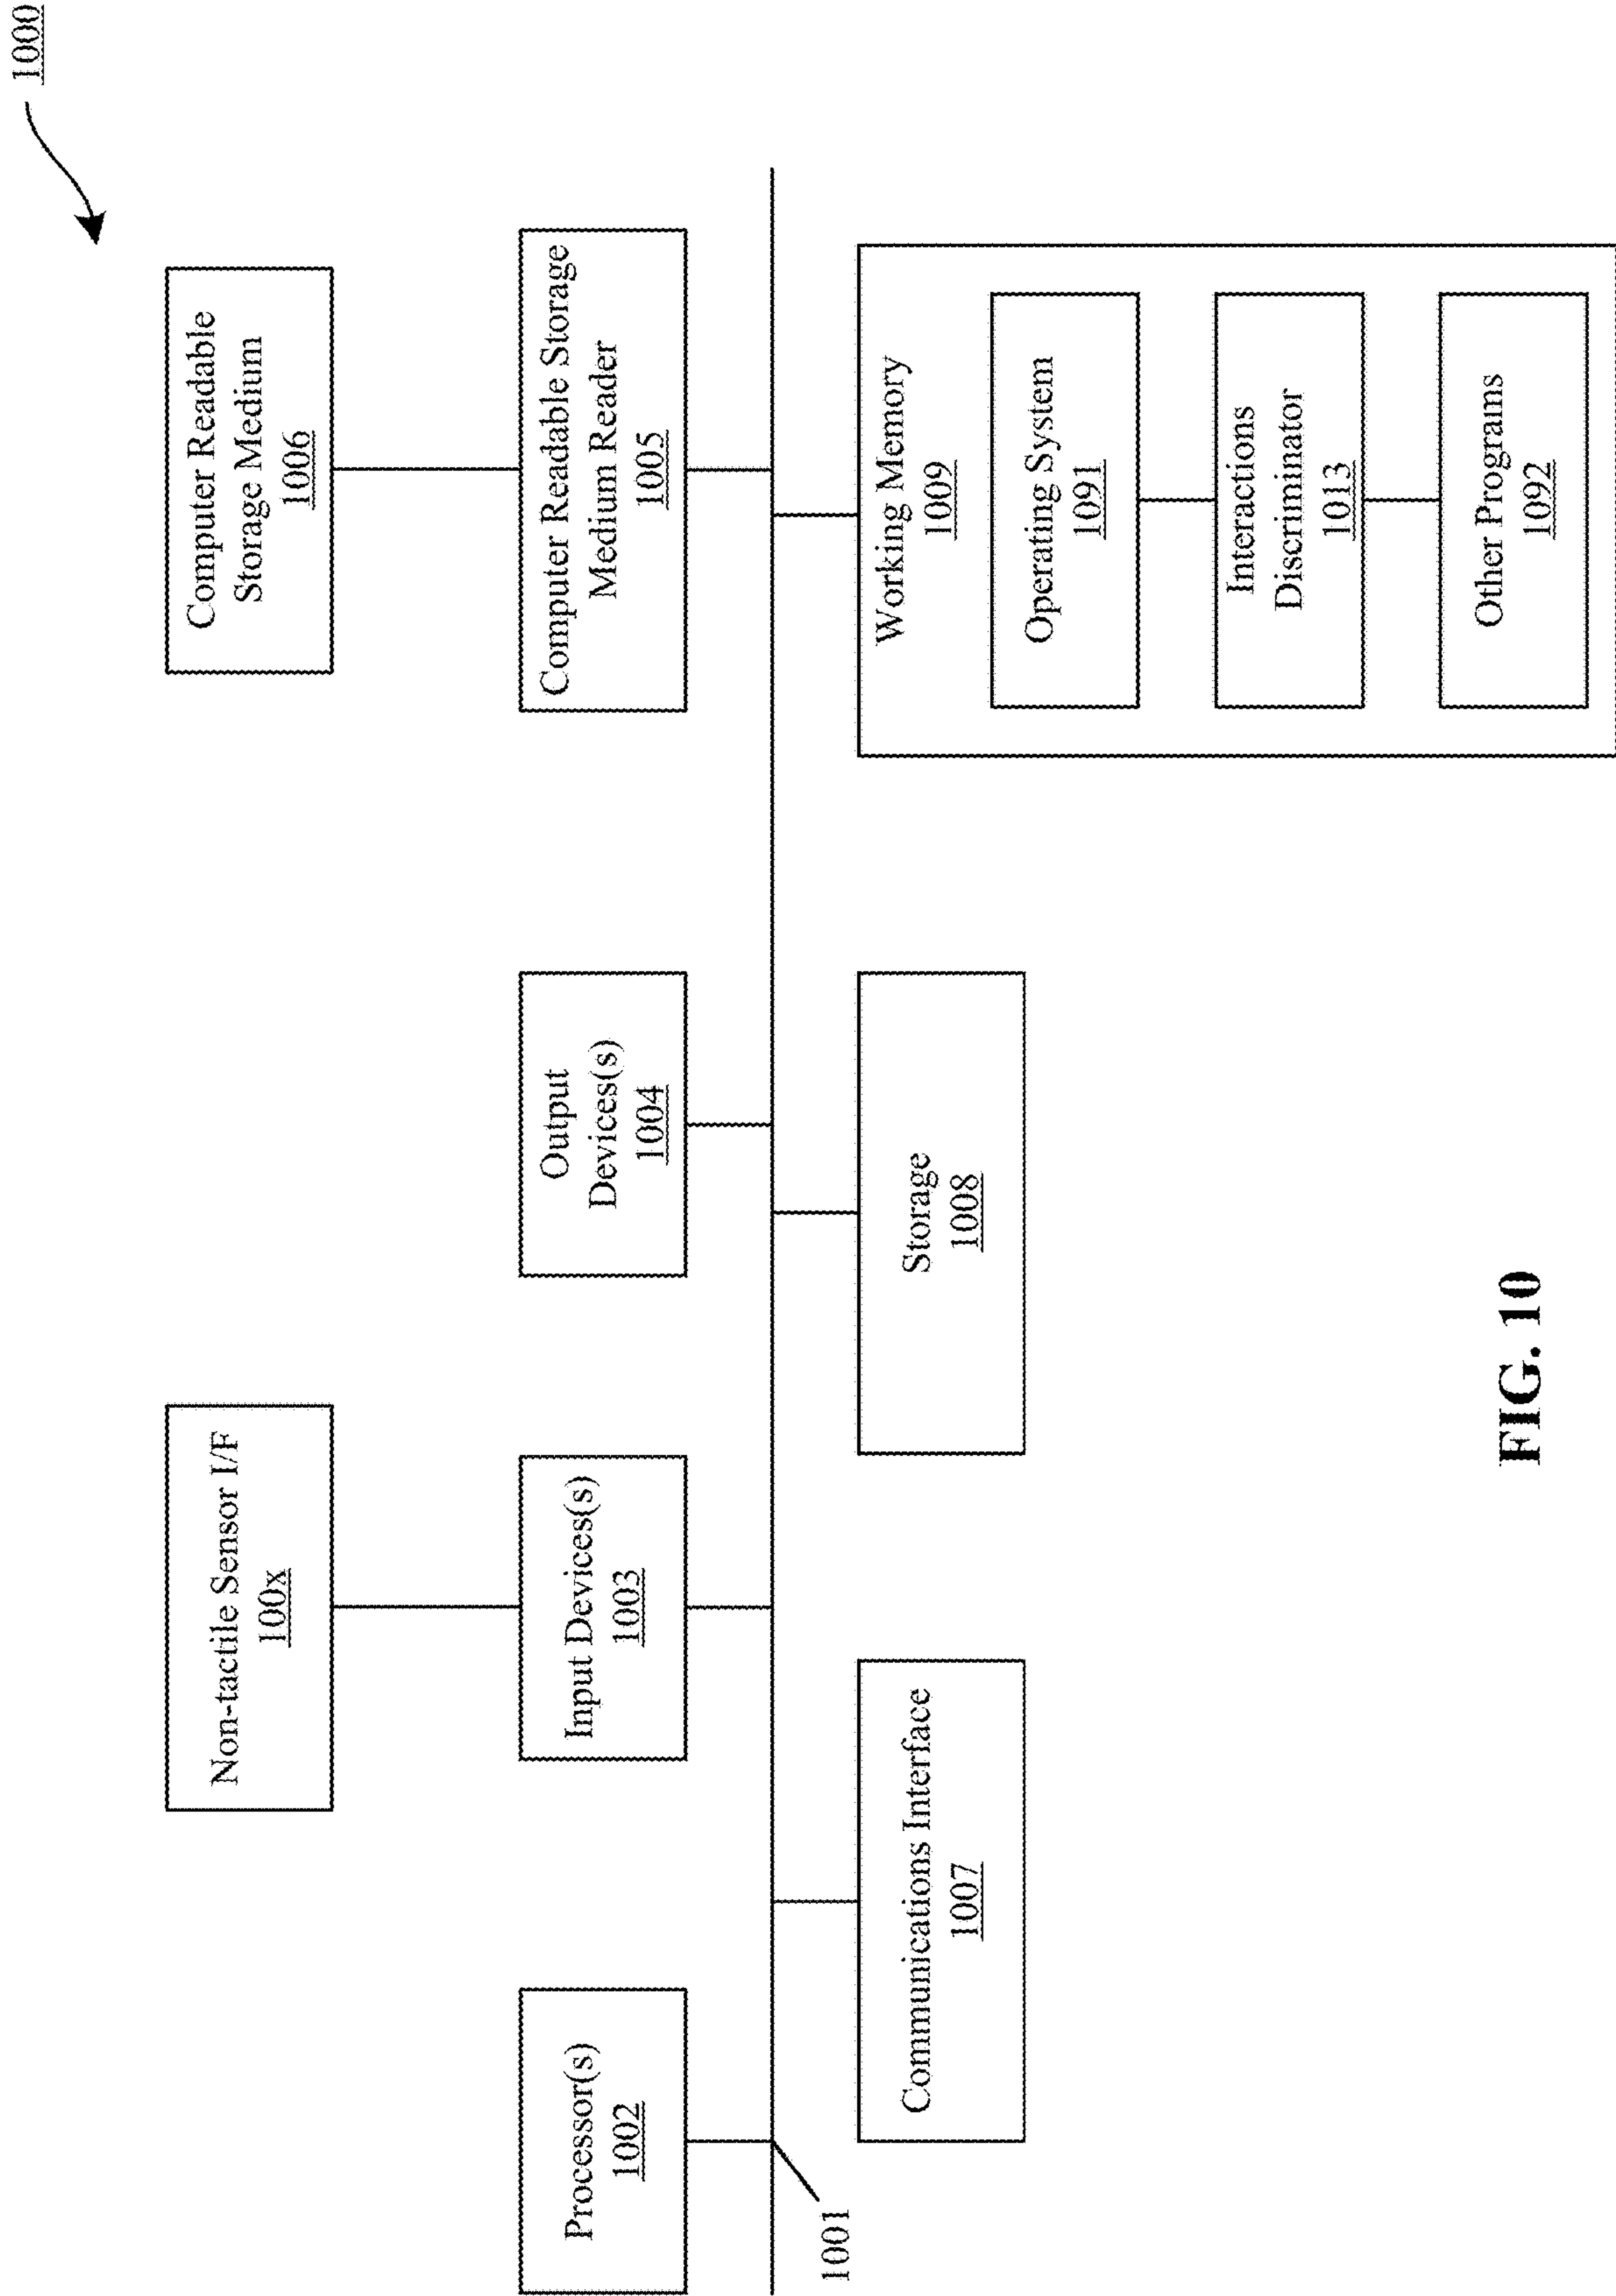 1000
Non-tactile Sensor I/F
100x
Computer Readable
Storage Medium
1006
Processor(s)
1002
Input Devices(s)
1003
Output
Devices(s)
1004
Computer Readable Storage
Medium Reader
1005
1001
Communications Interface
1007
Storage
1008
Working Memory
1009
Operating System
1091
Interactions
Discriminator
1013
Other Programs
1092
FIG. 10